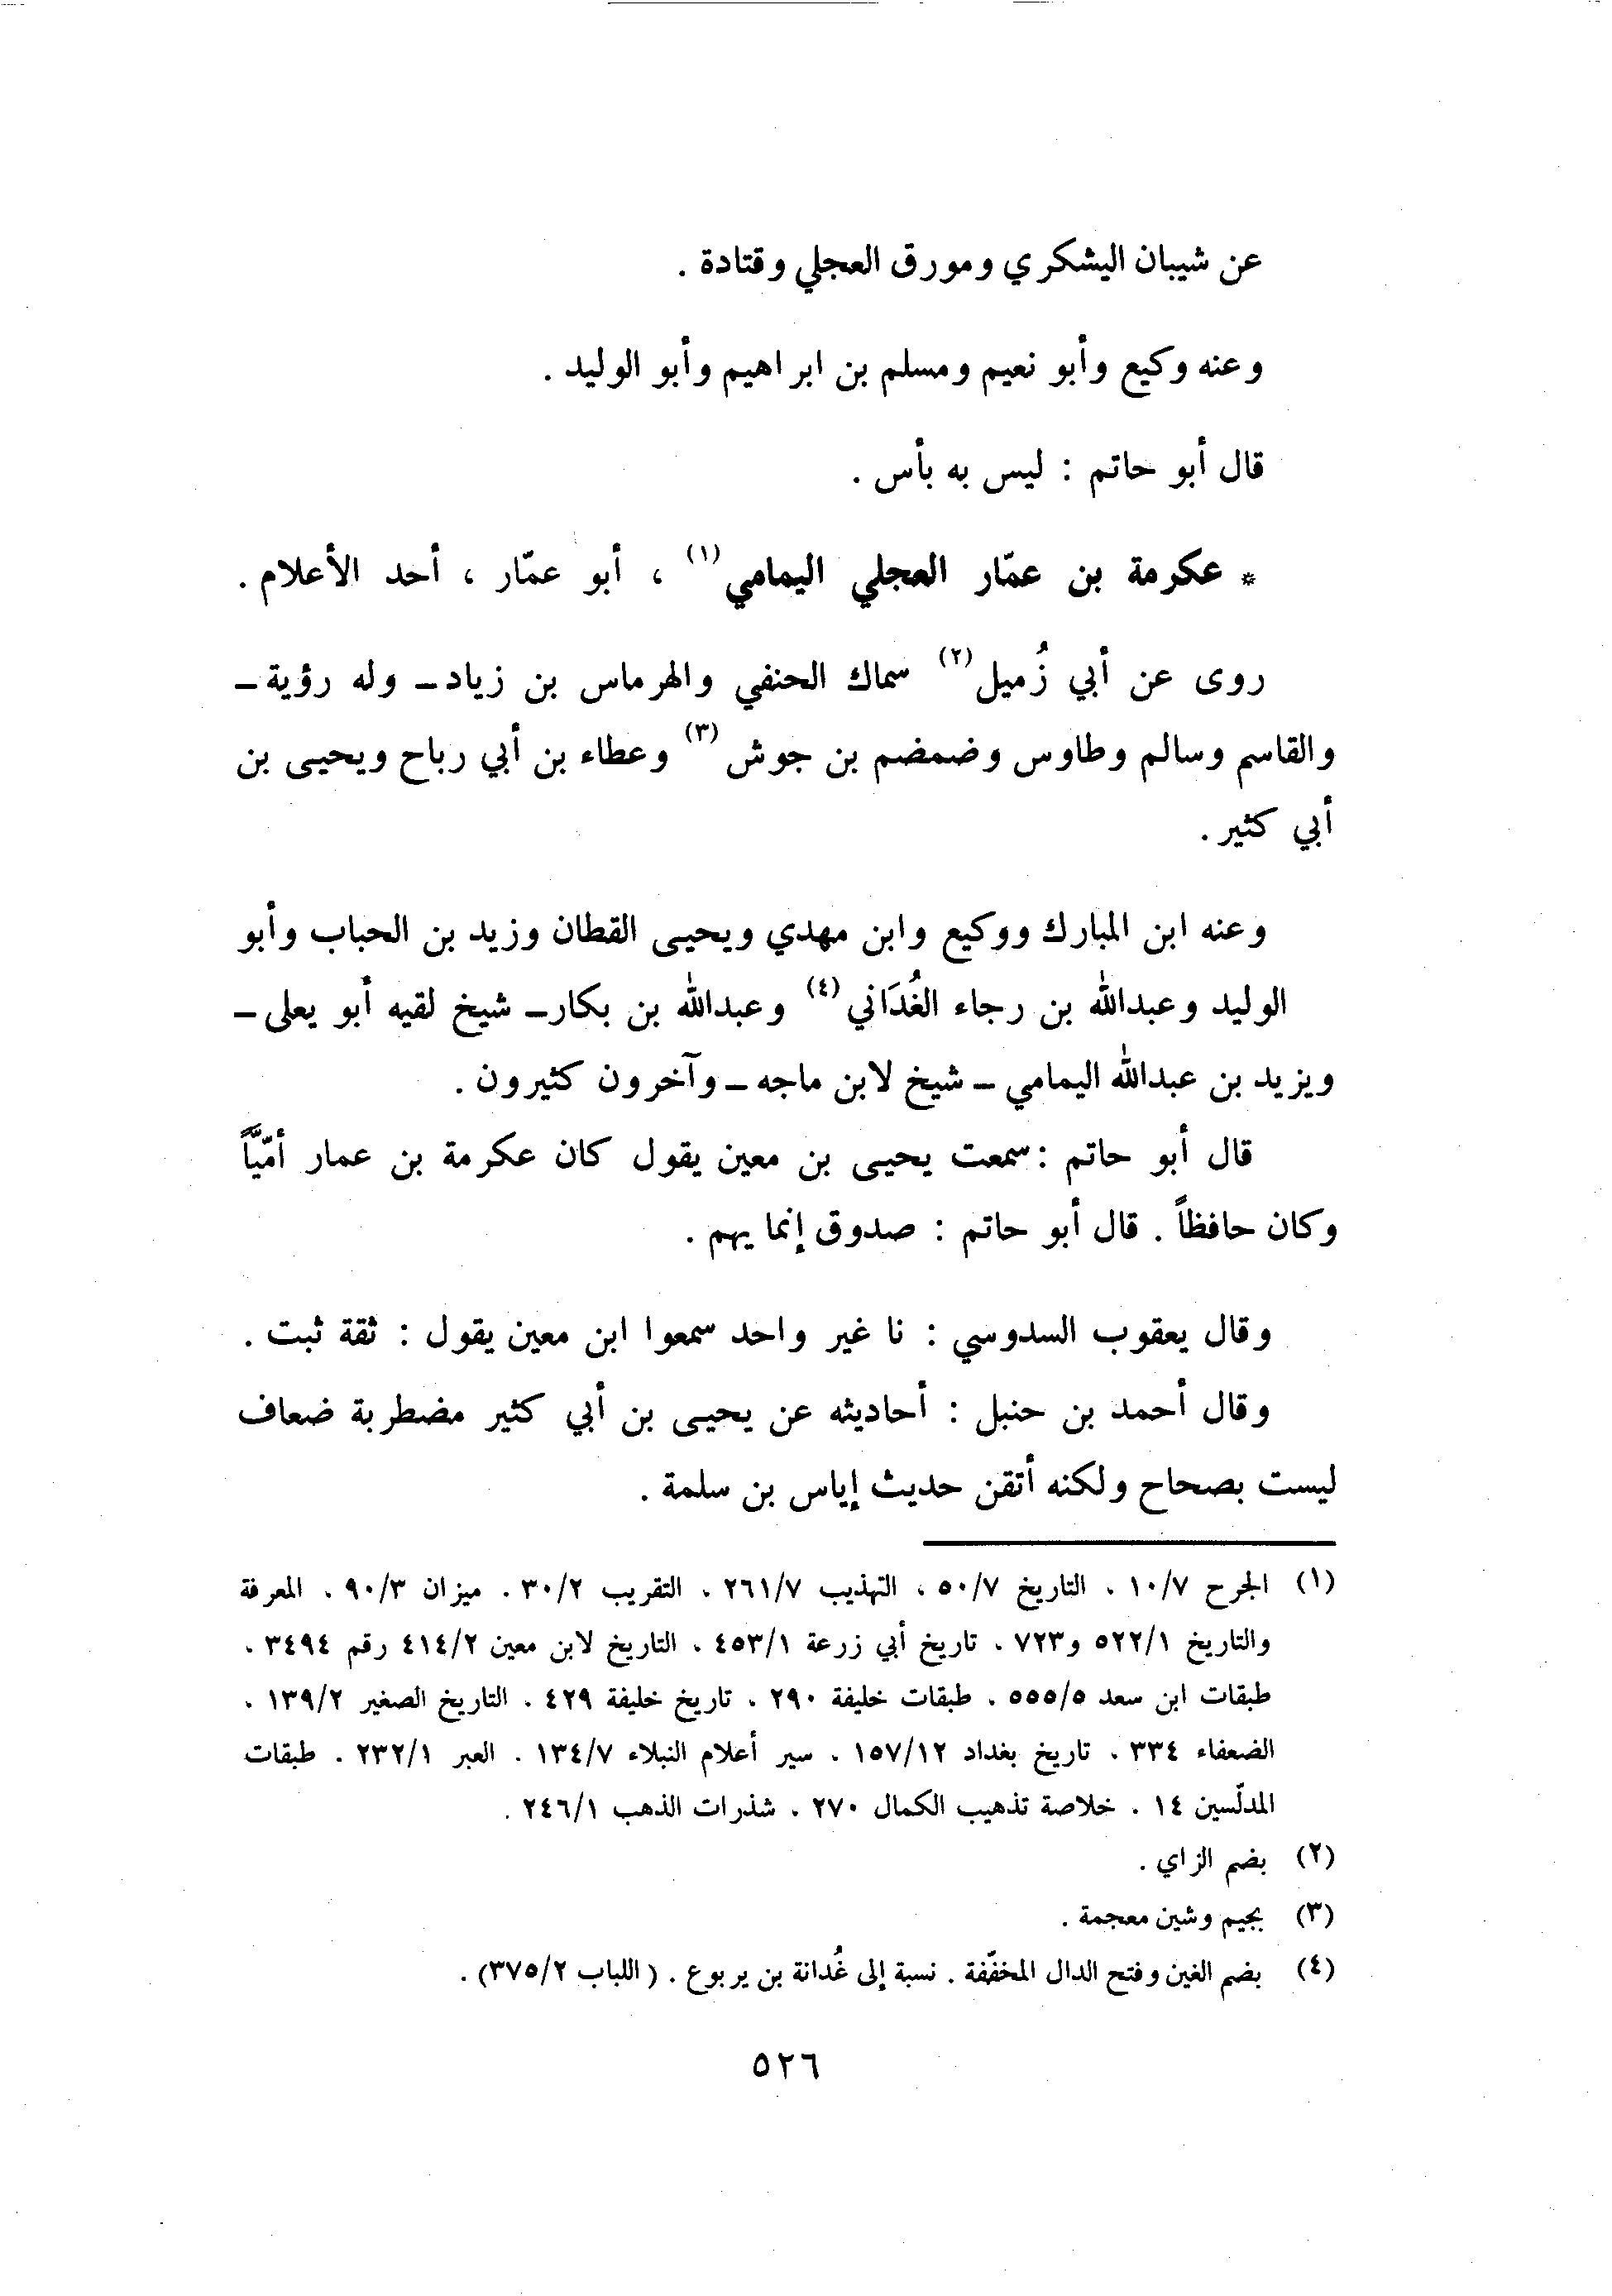 عن شيبان اليشكري ومورق العجلي وقتادة .
وعنه وكيع وأبو نعيم ومسلم بن ابراهيم وأبو الوليد .
قال أبو حاتم : ليس به بأس .
* عكرمة بن عمّار العجلي اليمامي (١) ، أبو عمّار ، أحد الأعلام .
روى عن أبي زُميل (٢) سماك الحنفي والهرماس بن زياد ـ وله رؤية ـ
والقاسم وسالم وطاوس وضمضم بن جوش (٣) وعطاء بن أبي رباح ويحيى بن
أبي كثير .
وعنه ابن المبارك ووكيع وابن مهدي ويحيى القطان وزيد بن الحباب وأبو
الوليد وعبدالله بن رجاء الغُدَاني (٤) وعبدالله بن بكار ـ شيخ لقيه أبو يعلى ـ
ويزيد بن عبدالله اليمامي ـ شيخ لابن ماجه ـ وآخرون كثيرون .
قال أبو حاتم : سمعت يحيى بن معين يقول كان عكرمة بن عمار أمّيّاً
وكان حافظاً . قال أبو حاتم : صدوق إنما يهم .
وقال يعقوب السدوسي : نا غير واحد سمعوا ابن معين يقول : ثقة ثبت .
وقال أحمد بن حنبل : أحاديثه عن يحيى بن أبي كثير مضطربة ضعاف
ليست بصحاح ولكنه أتقن حديث إياس بن سلمة .
(١) الجرح ١٠/٧ . التاريخ ٥٠/٧ . التهذيب ٢٦١/٧ . التقريب ٣٠/٢ . ميزان ٩٠/٣ . المعرفة
والتاريخ ٥٢٢/١ و٧٢٣ . تاريخ أبي زرعة ٤٥٣/١ . التاريخ لابن معين ٤١٤/٢ رقم ٣٤٩٤ .
طبقات ابن سعد ٥٥٥/٥ . طبقات خليفة ٢٩٠ . تاريخ خليفة ٤٢٩ . التاريخ الصغير ١٣٩/٢ .
الضعفاء ٣٣٤ . تاريخ بغداد ١٥٧/١٢ . سير أعلام النبلاء ١٣٤/٧ . العبر ٢٣٢/١ . طبقات
المدلّسين ١٤ . خلاصة تذهيب الكمال ٢٧٠ . شذرات الذهب ٢٤٦/١ .
(٢) بضم الزاي .
(٣) بجيم وشين معجمة .
(٤) بضم الغين وفتح الدال المخفّفة . نسبة إلى غُدانة بن يربوع . (اللباب ٣٧٥/٢) .
٥٢٦